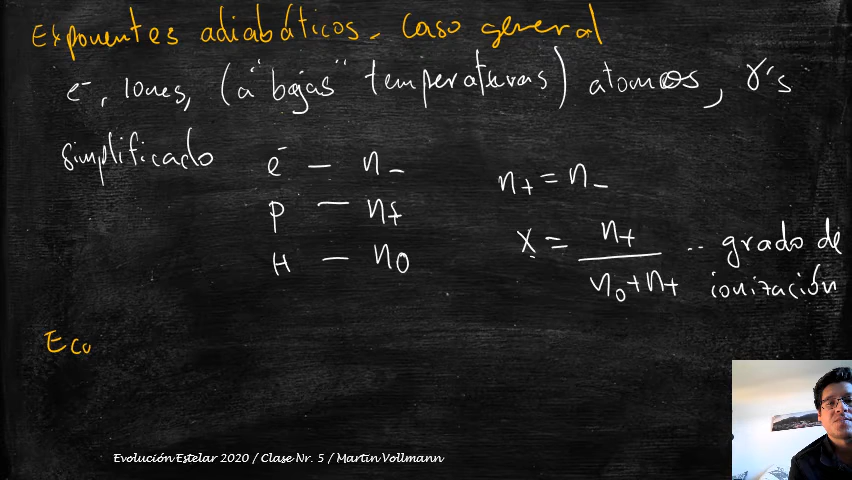 Exponentes adiabáticos. Caso general
e⁻, iones, (a "bajas" temperaturas) atomos, γ's
simplificado e⁻ — n₋
n₊ = n₋
p — n₊
x = n₊ / (n₀ + n₊) .. grado de ionización
H — n₀
Ecu
Evolución Estelar 2020 / Clase Nr. 5 / Martin Vollmann